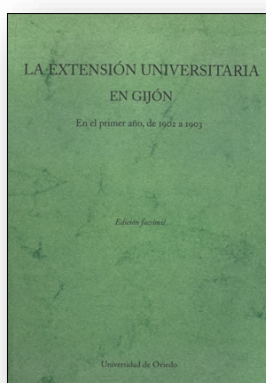 LA EXTENSIÓN UNIVERSITARIA
EN GIJÓN
En el primer año, de 1902 a 1903
Edición facsímil
Universidad de Oviedo